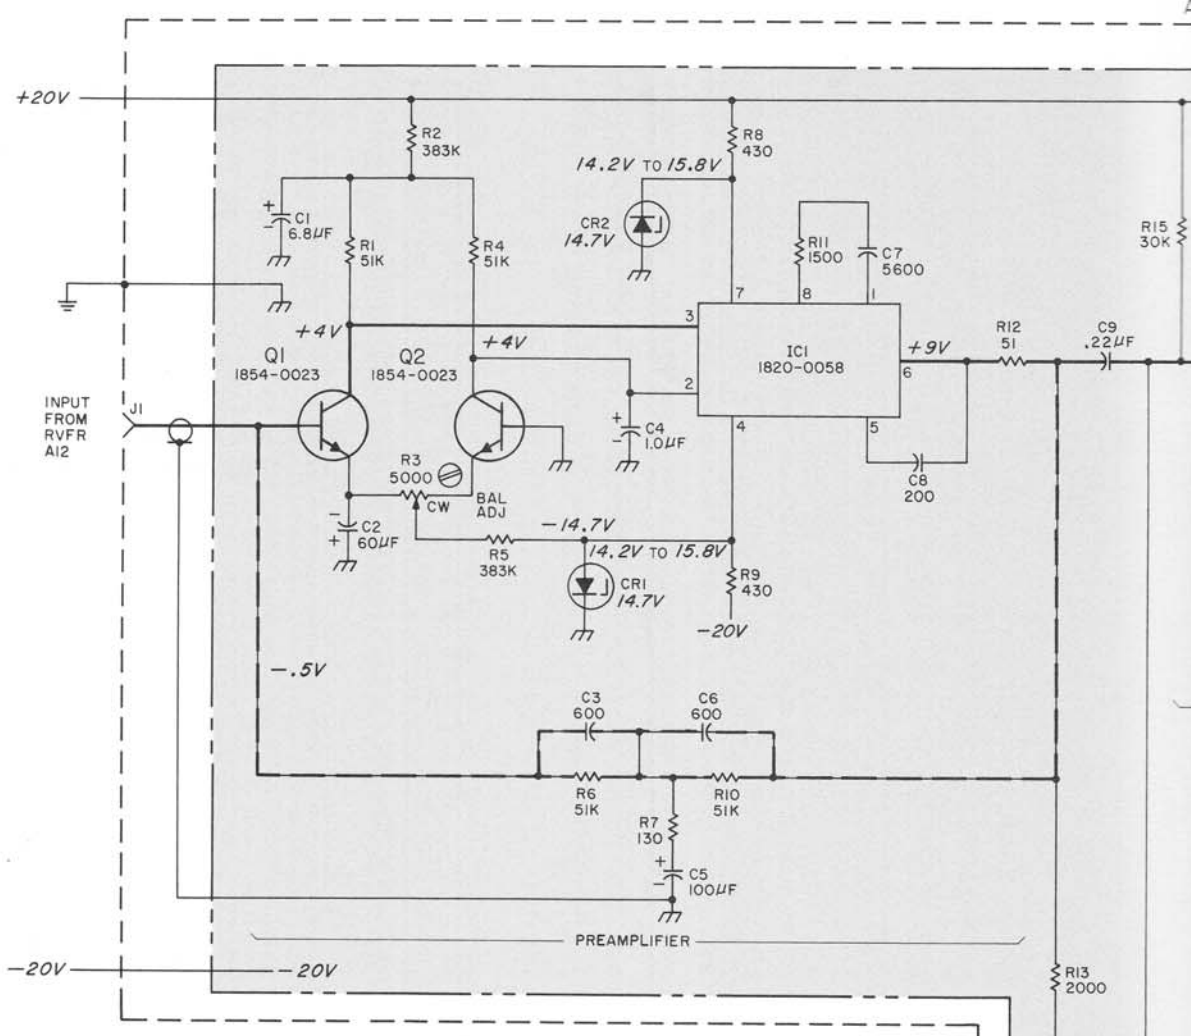 A
+20V
R2
383K
R8
430
14.2V TO 15.8V
+
-
C1
6.8µF
R1
51K
R4
51K
CR2
14.7V
R11
1500
C7
5600
R15
30K
7
8
1
+4V
3
Q1
1854-0023
Q2
1854-0023
+4V
IC1
1820-0058
+9V
6
R12
51
C9
.22µF
INPUT
FROM
RVFR
A12
J1
2
+
-
C4
1.0µF
4
5
R3
5000
CW
BAL
ADJ
C8
200
-
+
C2
60µF
R5
383K
-14.7V
14.2V TO 15.8V
CR1
14.7V
R9
430
-20V
-.5V
C3
600
C6
600
R6
51K
R10
51K
R7
130
+
-
C5
100µF
PREAMPLIFIER
-20V
-20V
R13
2000